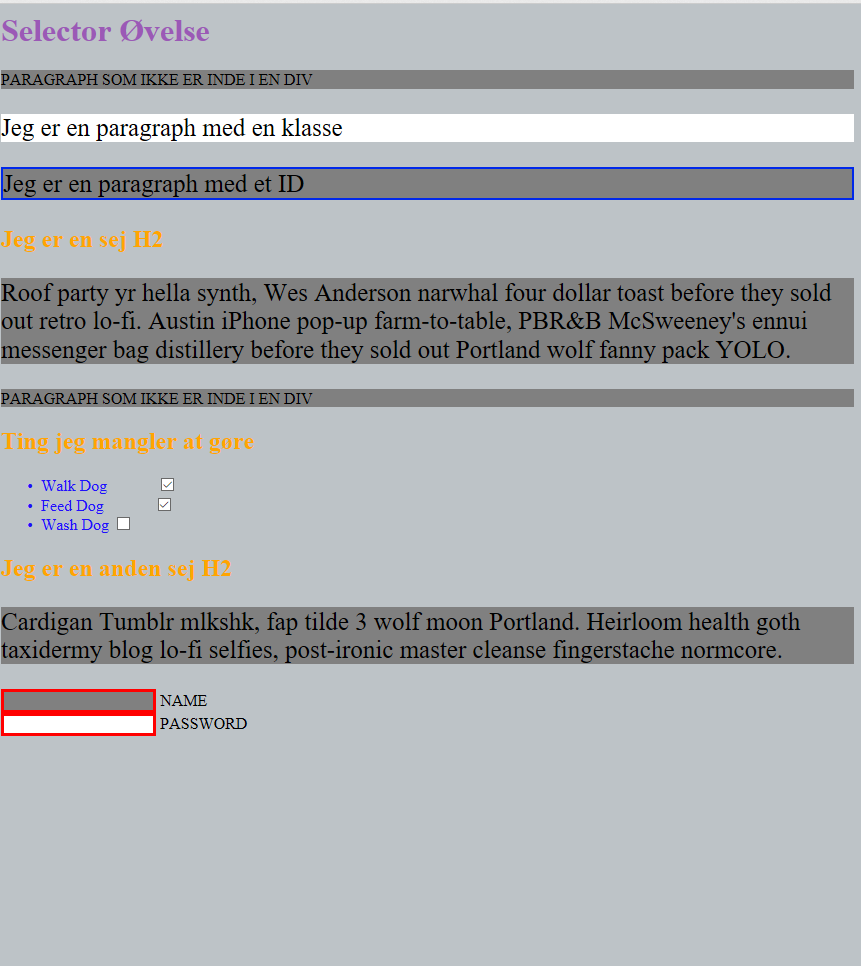 Selector Øvelse
PARAGRAPH SOM IKKE ER INDE I EN DIV
Jeg er en paragraph med en klasse
Jeg er en paragraph med et ID
Jeg er en sej H2
Roof party yr hella synth, Wes Anderson narwhal four dollar toast before they sold
out retro lo-fi. Austin iPhone pop-up farm-to-table, PBR&B McSweeney's ennui
messenger bag distillery before they sold out Portland wolf fanny pack YOLO.
PARAGRAPH SOM IKKE ER INDE I EN DIV
Ting jeg mangler at gore
• Walk Dog
• Feed Dog
• Wash Dog
Jeg er en anden sej H2
Cardigan Tumblr mlkshk, fap tilde 3 wolf moon Portland. Heirloom health goth
taxidermy blog lo-fi selfies, post-ironic master cleanse fingerstache normcore.
NAME
PASSWORD